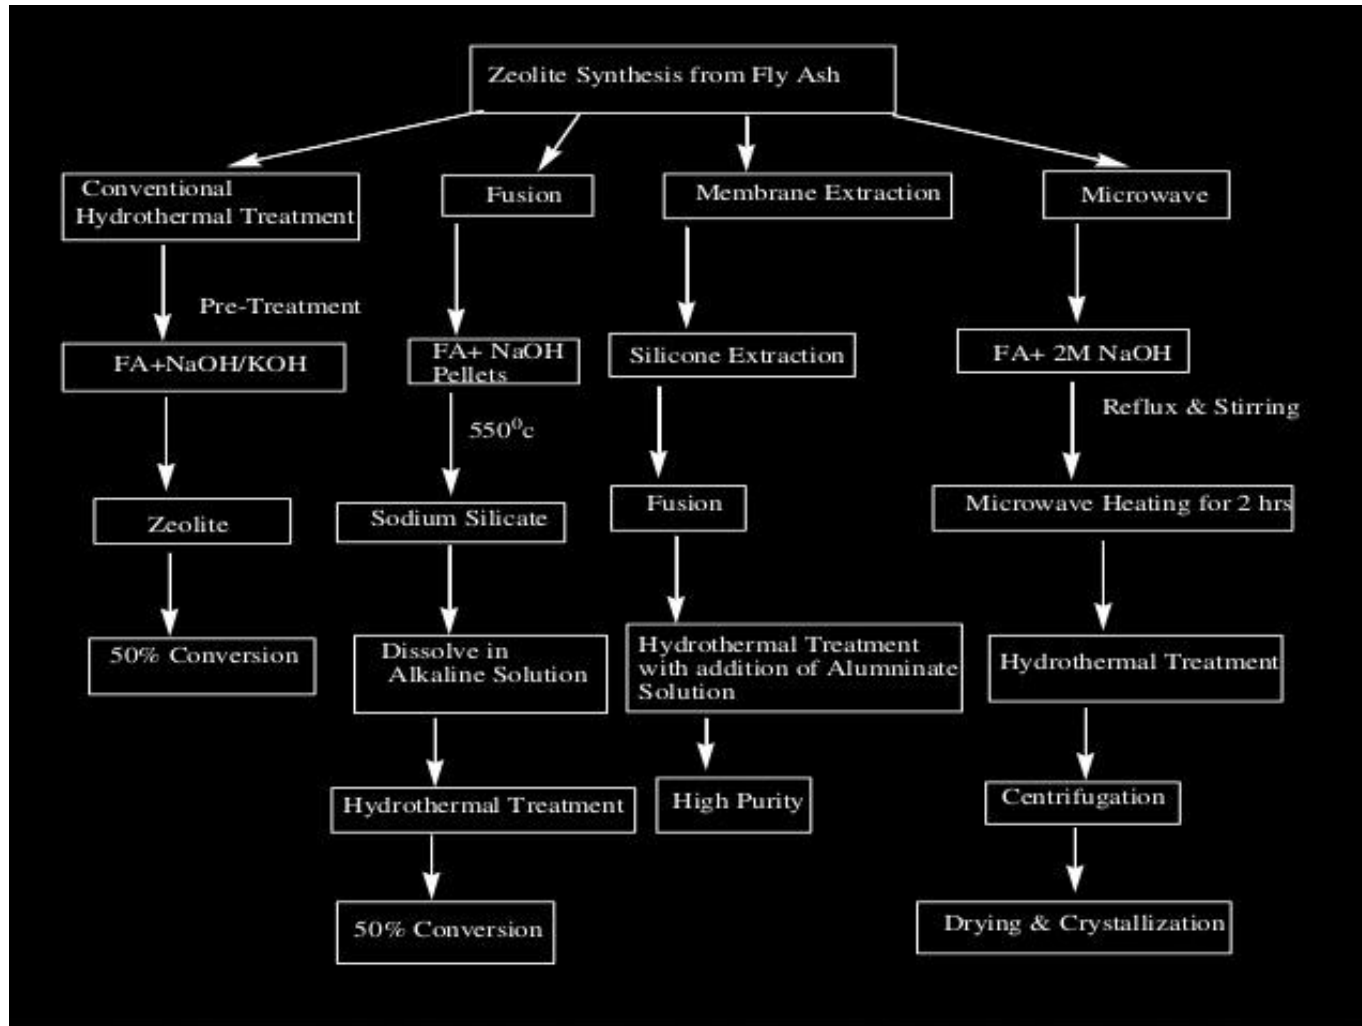 Zeolite Synthesis from Fly Ash
Conventional
Hydrothermal Treatment
Fusion
Membrane Extraction
Microwave
Pre-Treatment
FA+NaOH/KOH
FA+ NaOH
Pellets
Silicone Extraction
FA+ 2M NaOH
Reflux & Stirring
550⁰c
Zeolite
Sodium Silicate
Fusion
Microwave Heating for 2 hrs
50% Conversion
Dissolve in
Alkaline Solution
Hydrothermal Treatment
with addition of Alumninate
Solution
Hydrothermal Treatment
Hydrothermal Treatment
High Purity
Centrifugation
50% Conversion
Drying & Crystallization